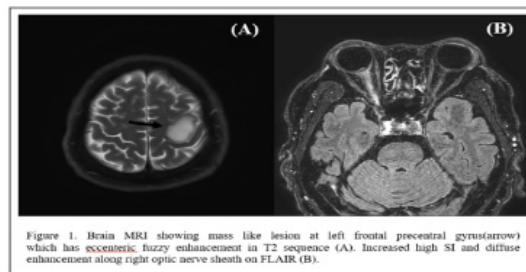 (A)
(B)
Figure 1. Brain MRI showing mass like lesion at left frontal precentral gyrus(arrow)
which has eccenteric fuzzy enhancement in T2 sequence (A). Increased high SI and diffuse
enhancement along right optic nerve sheath on FLAIR (B).